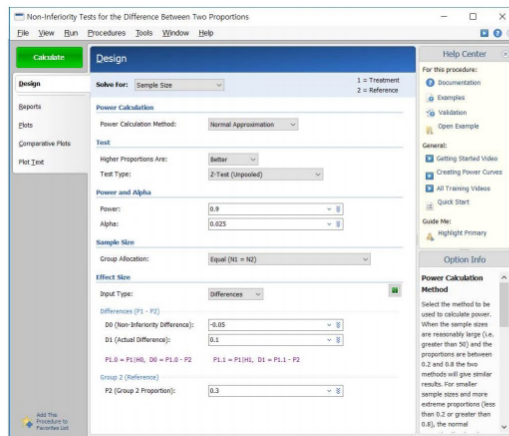 Non-Inferiority Tests for the Difference Between Two Proportions
File View Run Procedures Tools Window Help
Calculate
Design
Reports
Plots
Comparative Plots
Plot Text
Add This
Procedure to
Favorites List
Design
Solve For: Sample Size
1 = Treatment
2 = Reference
Power Calculation
Power Calculation Method: Normal Approximation
Test
Higher Proportions Are: Better
Test Type: Z-Test (Unpooled)
Power and Alpha
Power: 0.9
Alpha: 0.025
Sample Size
Group Allocation: Equal (N1 = N2)
Effect Size
Input Type: Differences
Differences (P1 - P2)
D0 (Non-Inferiority Difference): -0.05
D1 (Actual Difference): 0.1
P1.0 = P1|H0, D0 = P1.0 - P2 P1.1 = P1|H1, D1 = P1.1 - P2
Group 2 (Reference)
P2 (Group 2 Proportion): 0.3
Help Center
For this procedure:
Documentation
Examples
Validation
Open Example
General:
Getting Started Video
Creating Power Curves
All Training Videos
Quick Start
Guide Me:
Highlight Primary
Option Info
Power Calculation
Method
Select the method to be
used to calculate power.
When the sample sizes
are reasonably large (i.e.
greater than 50) and the
proportions are between
0.2 and 0.8 the two
methods will give similar
results. For smaller
sample sizes and more
extreme proportions (less
than 0.2 or greater than
0.8), the normal